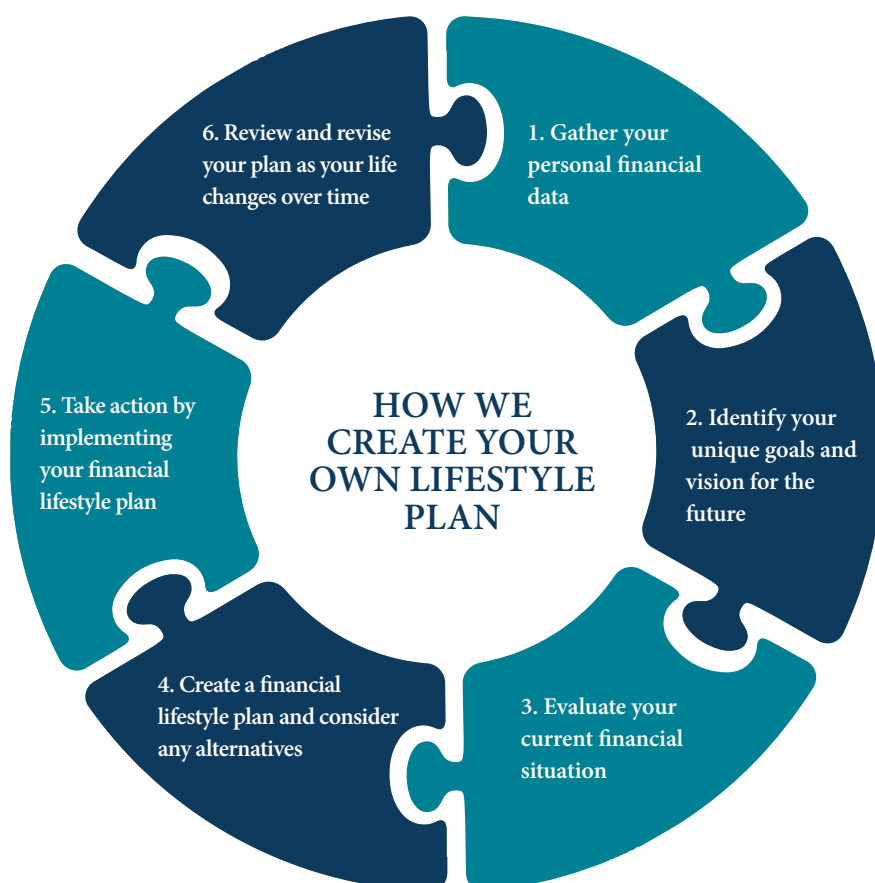 HOW WE
CREATE YOUR
OWN LIFESTYLE
PLAN
1. Gather your
personal financial
data
2. Identify your
unique goals and
vision for the
future
3. Evaluate your
current financial
situation
4. Create a financial
lifestyle plan and consider
any alternatives
5. Take action by
implementing
your financial
lifestyle plan
6. Review and revise
your plan as your life
changes over time